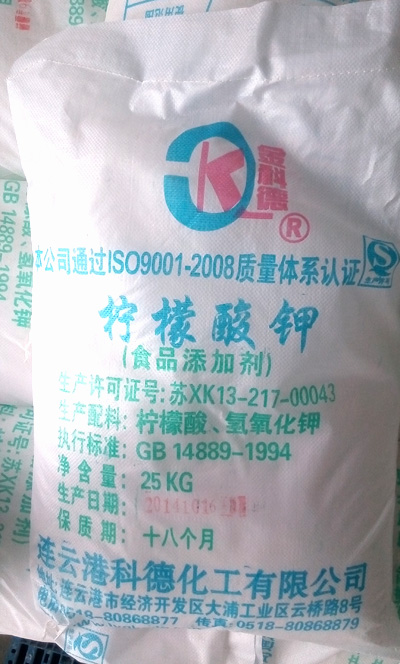 使用范围
金科德
®
本公司通过ISO9001-2008质量体系认证
柠檬酸钾
(食品添加剂)
生产许可证号: 苏XK13-217-00043
生产配料: 柠檬酸、氢氧化钾
执行标准: GB 14889-1994
净含量: 25KG
生产日期: 20141016
保质期: 十八个月
连云港科德化工有限公司
地址: 连云港市经济开发区大浦工业区云桥路8号
0518-80868877 传真: 0518-80868879